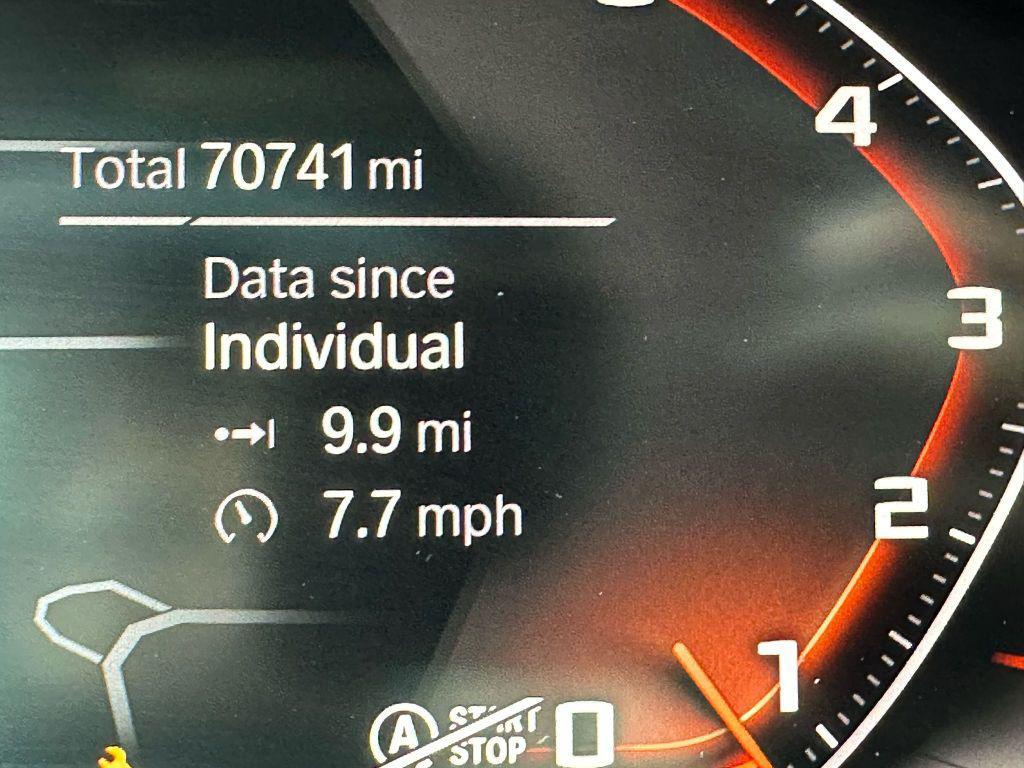 Total 70741 mi
Data since
Individual
9.9 mi
7.7 mph
4
3
2
1
0
A START
STOP